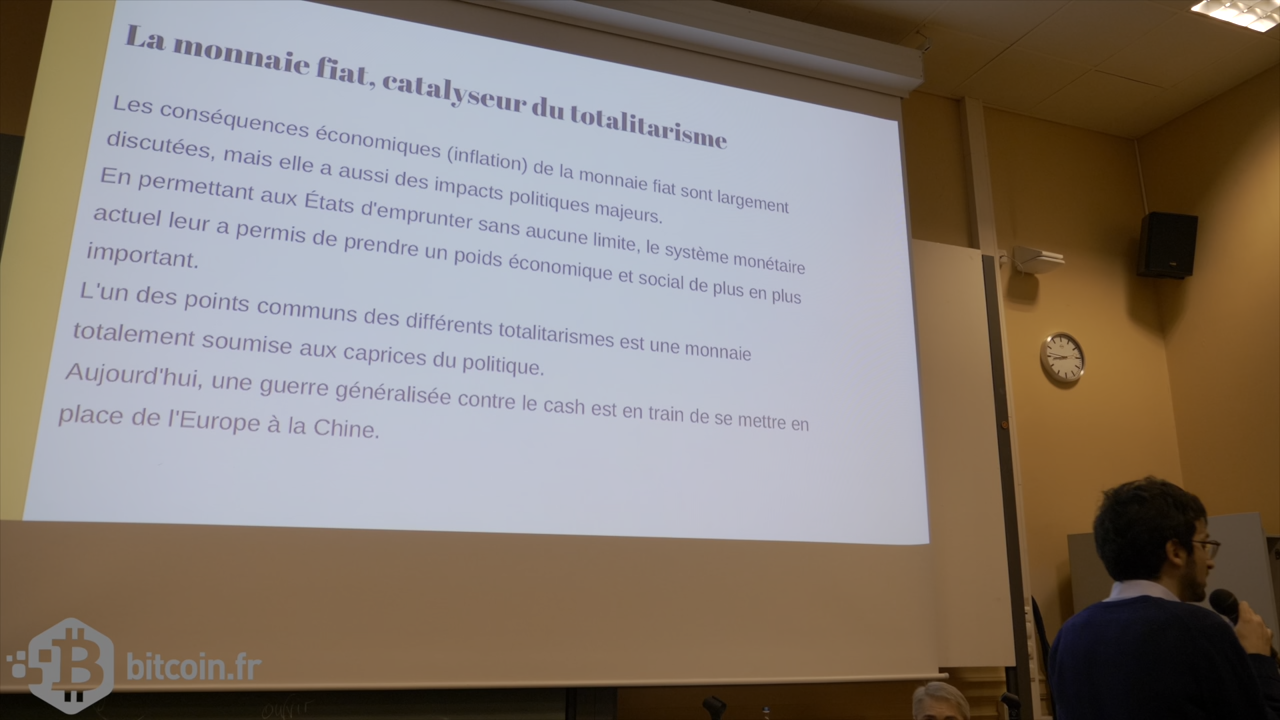 La monnaie fiat, catalyseur du totalitarisme
Les conséquences économiques (inflation) de la monnaie fiat sont largement
discutées, mais elle a aussi des impacts politiques majeurs.
En permettant aux États d'emprunter sans aucune limite, le système monétaire
actuel leur a permis de prendre un poids économique et social de plus en plus
important.
L'un des points communs des différents totalitarismes est une monnaie
totalement soumise aux caprices du politique.
Aujourd'hui, une guerre généralisée contre le cash est en train de se mettre en
place de l'Europe à la Chine.
bitcoin.fr